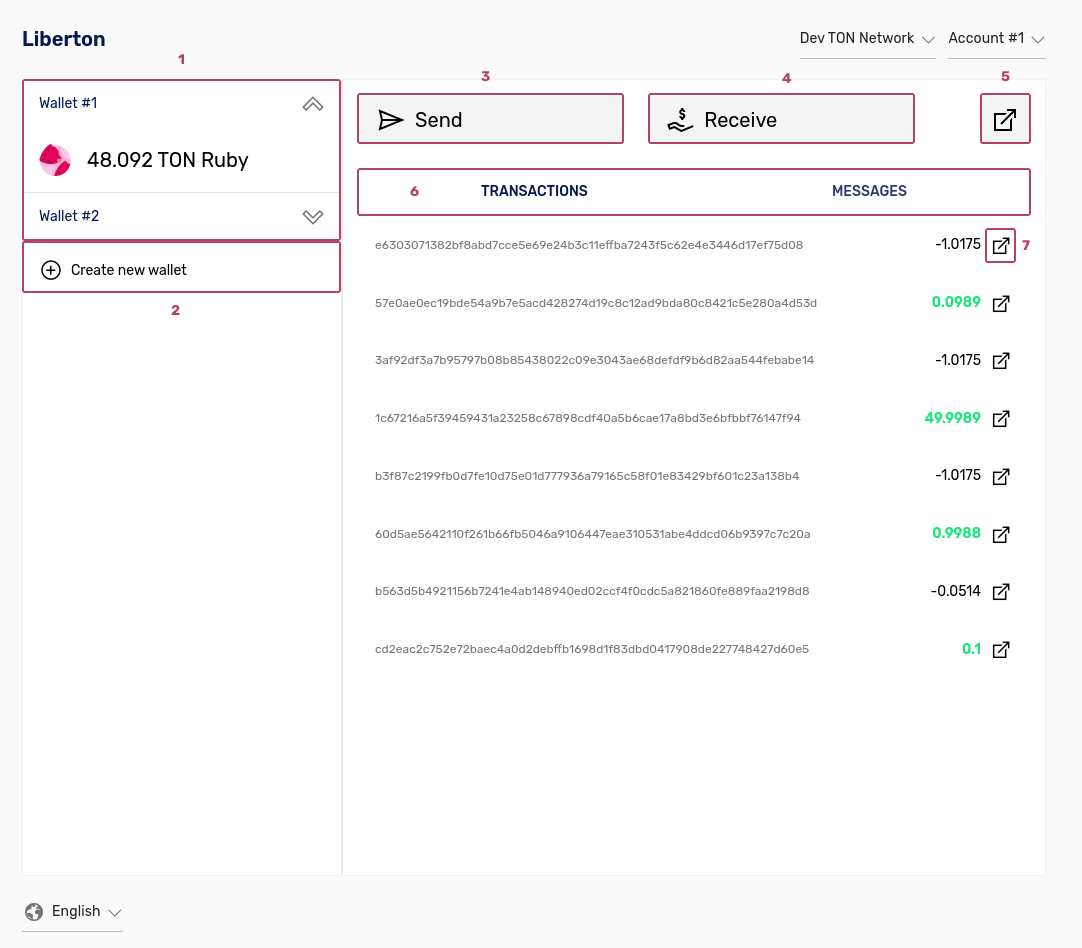 Liberton
Dev TON Network
Account #1
1
3
4
5
Wallet #1
48.092 TON Ruby
Wallet #2
Create new wallet
2
Send
Receive
6
TRANSACTIONS
MESSAGES
e6303071382bf8abd7cce5e69e24b3c11effba7243f5c62e4e3446d17ef75d08
-1.0175
7
57e0ae0ec19bde54a9b7e5acd428274d19c8c12ad9bda80c8421c5e280a4d53d
0.0989
3af92df3a7b95797b08b85438022c09e3043ae68defdf9b6d82aa544febabe14
-1.0175
1c67216a5f39459431a23258c67898cdf40a5b6cae17a8bd3e6bfbbf76147f94
49.9989
b3f87c2199fb0d7fe10d75e01d777936a79165c58f01e83429bf601c23a138b4
-1.0175
60d5ae5642110f261b66fb5046a9106447eae310531abe4ddcd06b9397c7c20a
0.9988
b563d5b4921156b7241e4ab148940ed02ccf4f0cdc5a821860fe889faa2198d8
-0.0514
cd2eac2c752e72baec4a0d2debffb1698d1f83dbd0417908de227748427d60e5
0.1
English